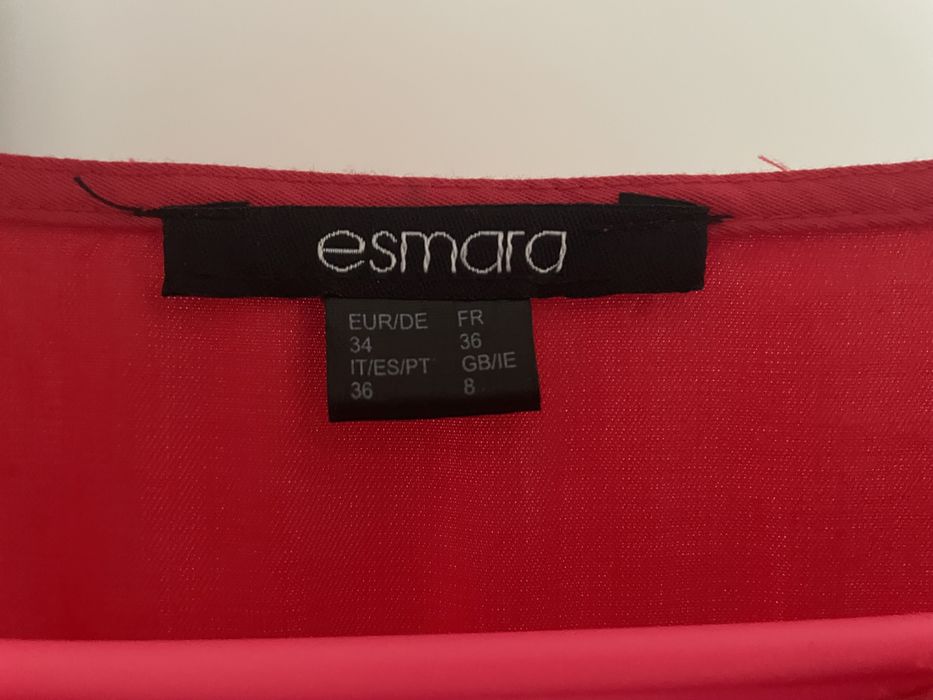 esmara
EUR/DE FR
34 36
IT/ES/PT GB/IE
36 8